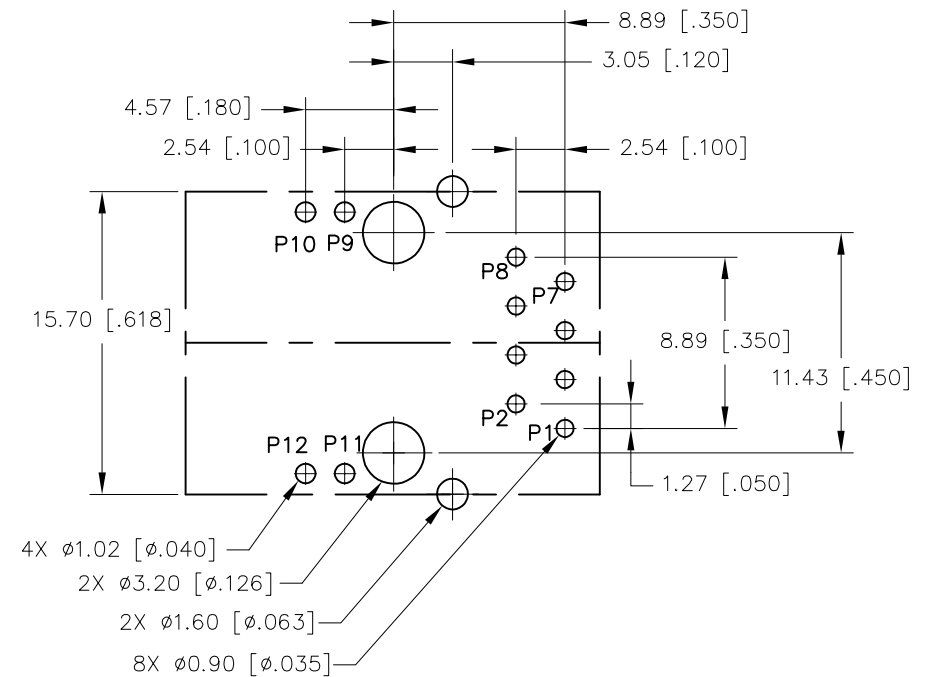 8.89 [.350]
3.05 [.120]
4.57 [.180]
2.54 [.100]
2.54 [.100]
P10 P9
P8
P7
15.70 [.618]
8.89 [.350]
11.43 [.450]
P2
P1
P12 P11
1.27 [.050]
4X ø1.02 [ø.040]
2X ø3.20 [ø.126]
2X ø1.60 [ø.063]
8X ø0.90 [ø.035]